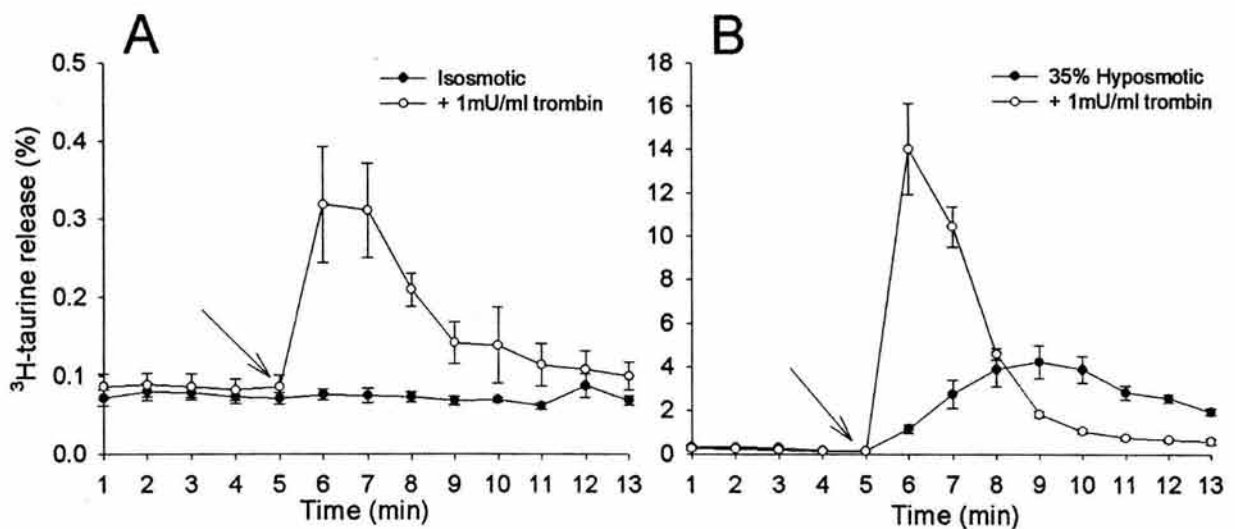 A
B
0.5
0.4
0.3
0.2
0.1
0.0
³H-taurine release (%)
Isosmotic
+ 1mU/ml trombin
1 2 3 4 5 6 7 8 9 10 11 12 13
Time (min)
18
16
14
12
10
8
6
4
2
0
35% Hyposmotic
+ 1mU/ml trombin
1 2 3 4 5 6 7 8 9 10 11 12 13
Time (min)